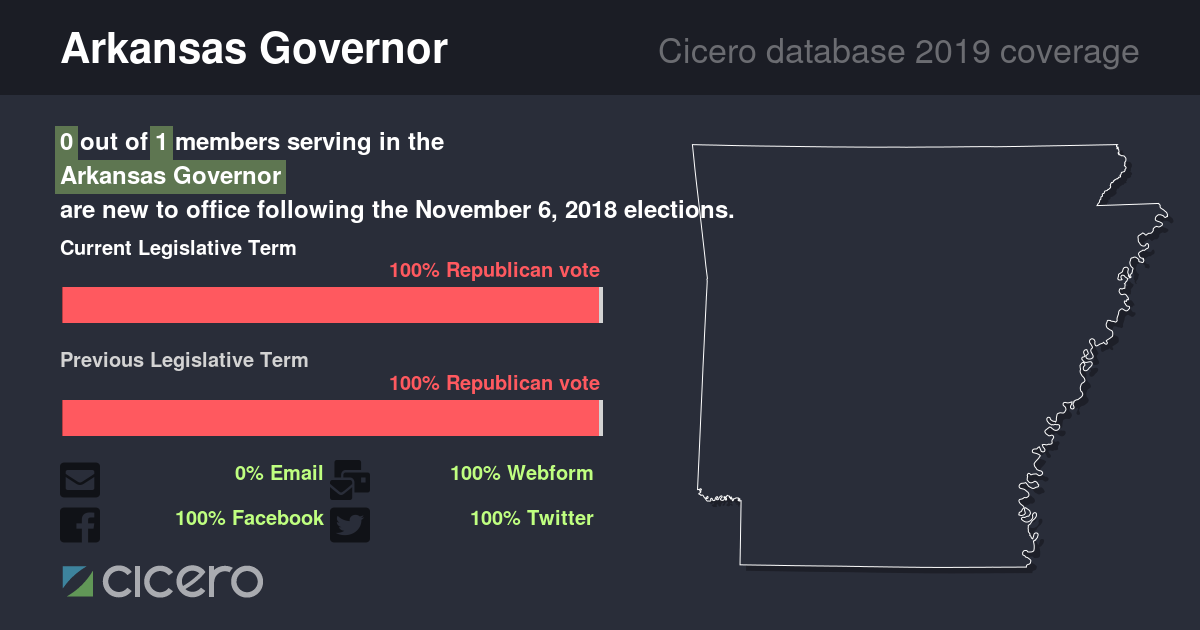 Arkansas Governor
Cicero database 2019 coverage
0 out of 1 members serving in the
Arkansas Governor
are new to office following the November 6, 2018 elections.
Current Legislative Term
100% Republican vote
Previous Legislative Term
100% Republican vote
0% Email
100% Webform
100% Facebook
100% Twitter
cicero